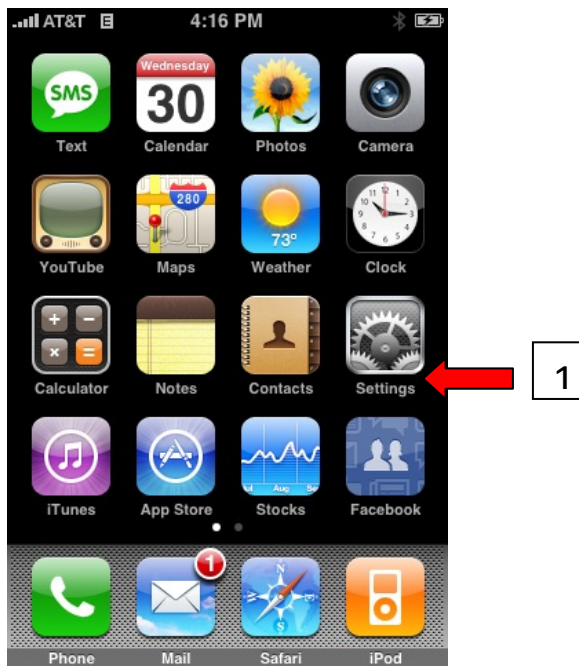 AT&T E 4:16 PM
Wednesday
SMS 30
Text Calendar Photos Camera
280
73°
YouTube Maps Weather Clock
Calculator Notes Contacts Settings
1
Aug
iTunes App Store Stocks Facebook
1
Phone Mail Safari iPod